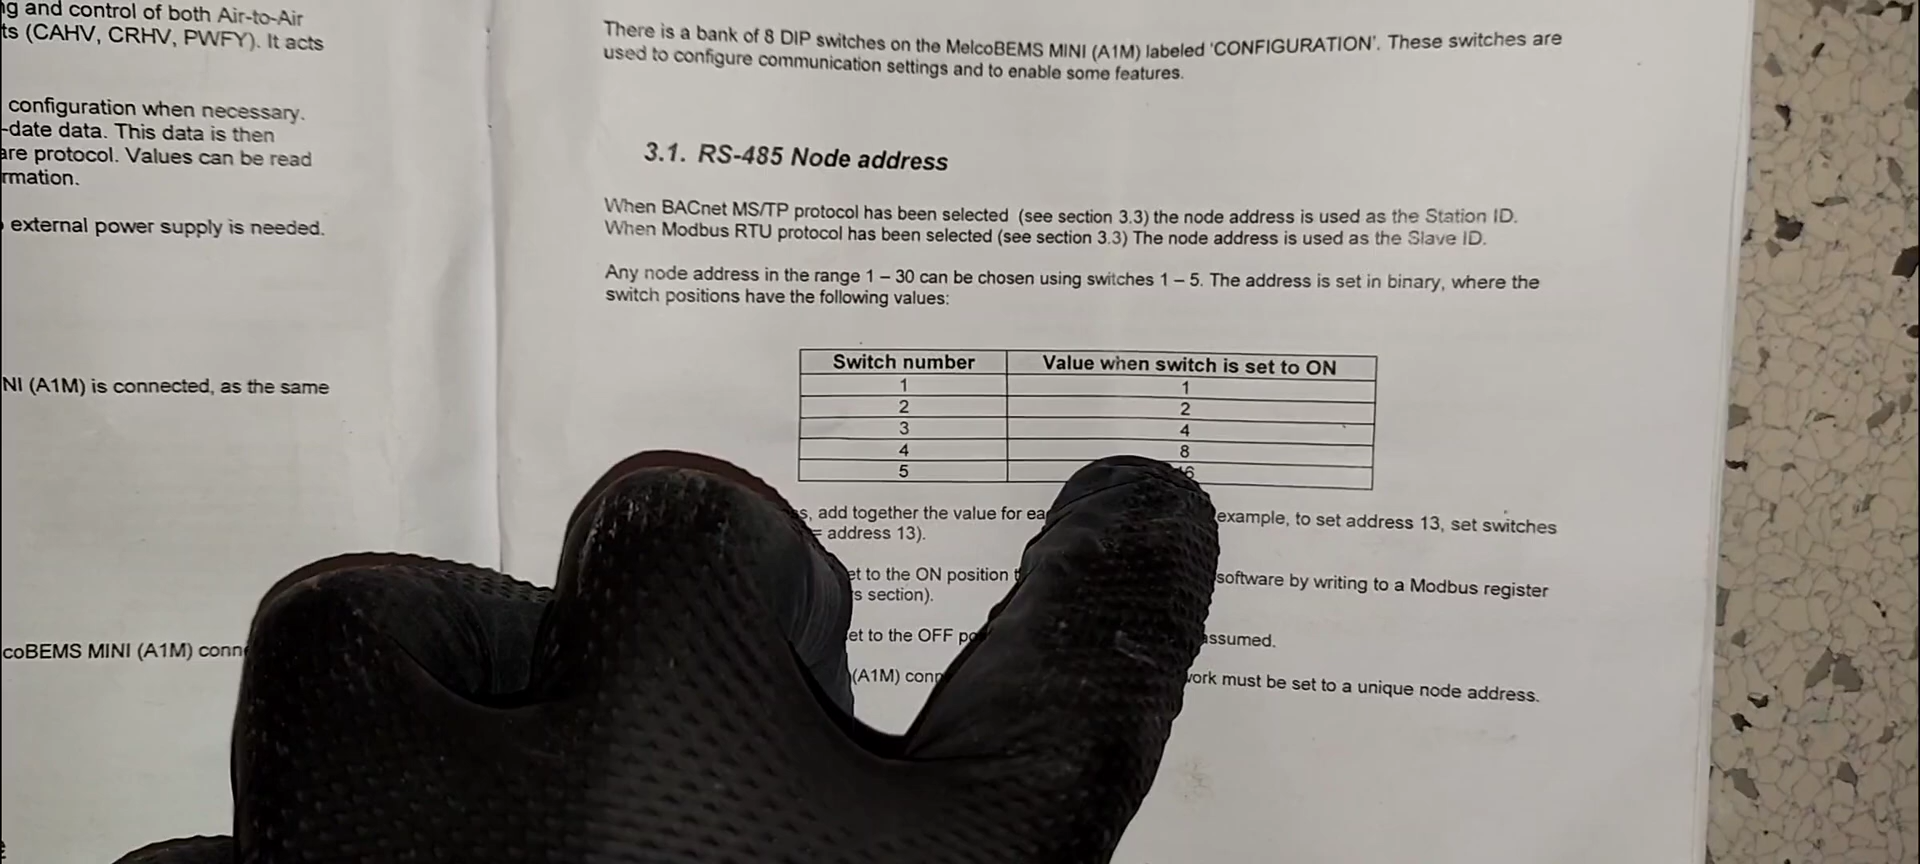 ng and control of both Air-to-Air
ts (CAHV, CRHV, PWFY). It acts
configuration when necessary.
-date data. This data is then
are protocol. Values can be read
rmation.
external power supply is needed.
NI (A1M) is connected, as the same
coBEMS MINI (A1M) conne
There is a bank of 8 DIP switches on the MelcoBEMS MINI (A1M) labeled 'CONFIGURATION'. These switches are
used to configure communication settings and to enable some features.
3.1. RS-485 Node address
When BACnet MS/TP protocol has been selected (see section 3.3) the node address is used as the Station ID.
When Modbus RTU protocol has been selected (see section 3.3) The node address is used as the Slave ID.
Any node address in the range 1 – 30 can be chosen using switches 1 – 5. The address is set in binary, where the
switch positions have the following values:
Switch number Value when switch is set to ON
1 1
2 2
3 4
4 8
5 16
s, add together the value for ea example, to set address 13, set switches
= address 13).
et to the ON position software by writing to a Modbus register
s section).
et to the OFF po assumed.
(A1M) conn work must be set to a unique node address.